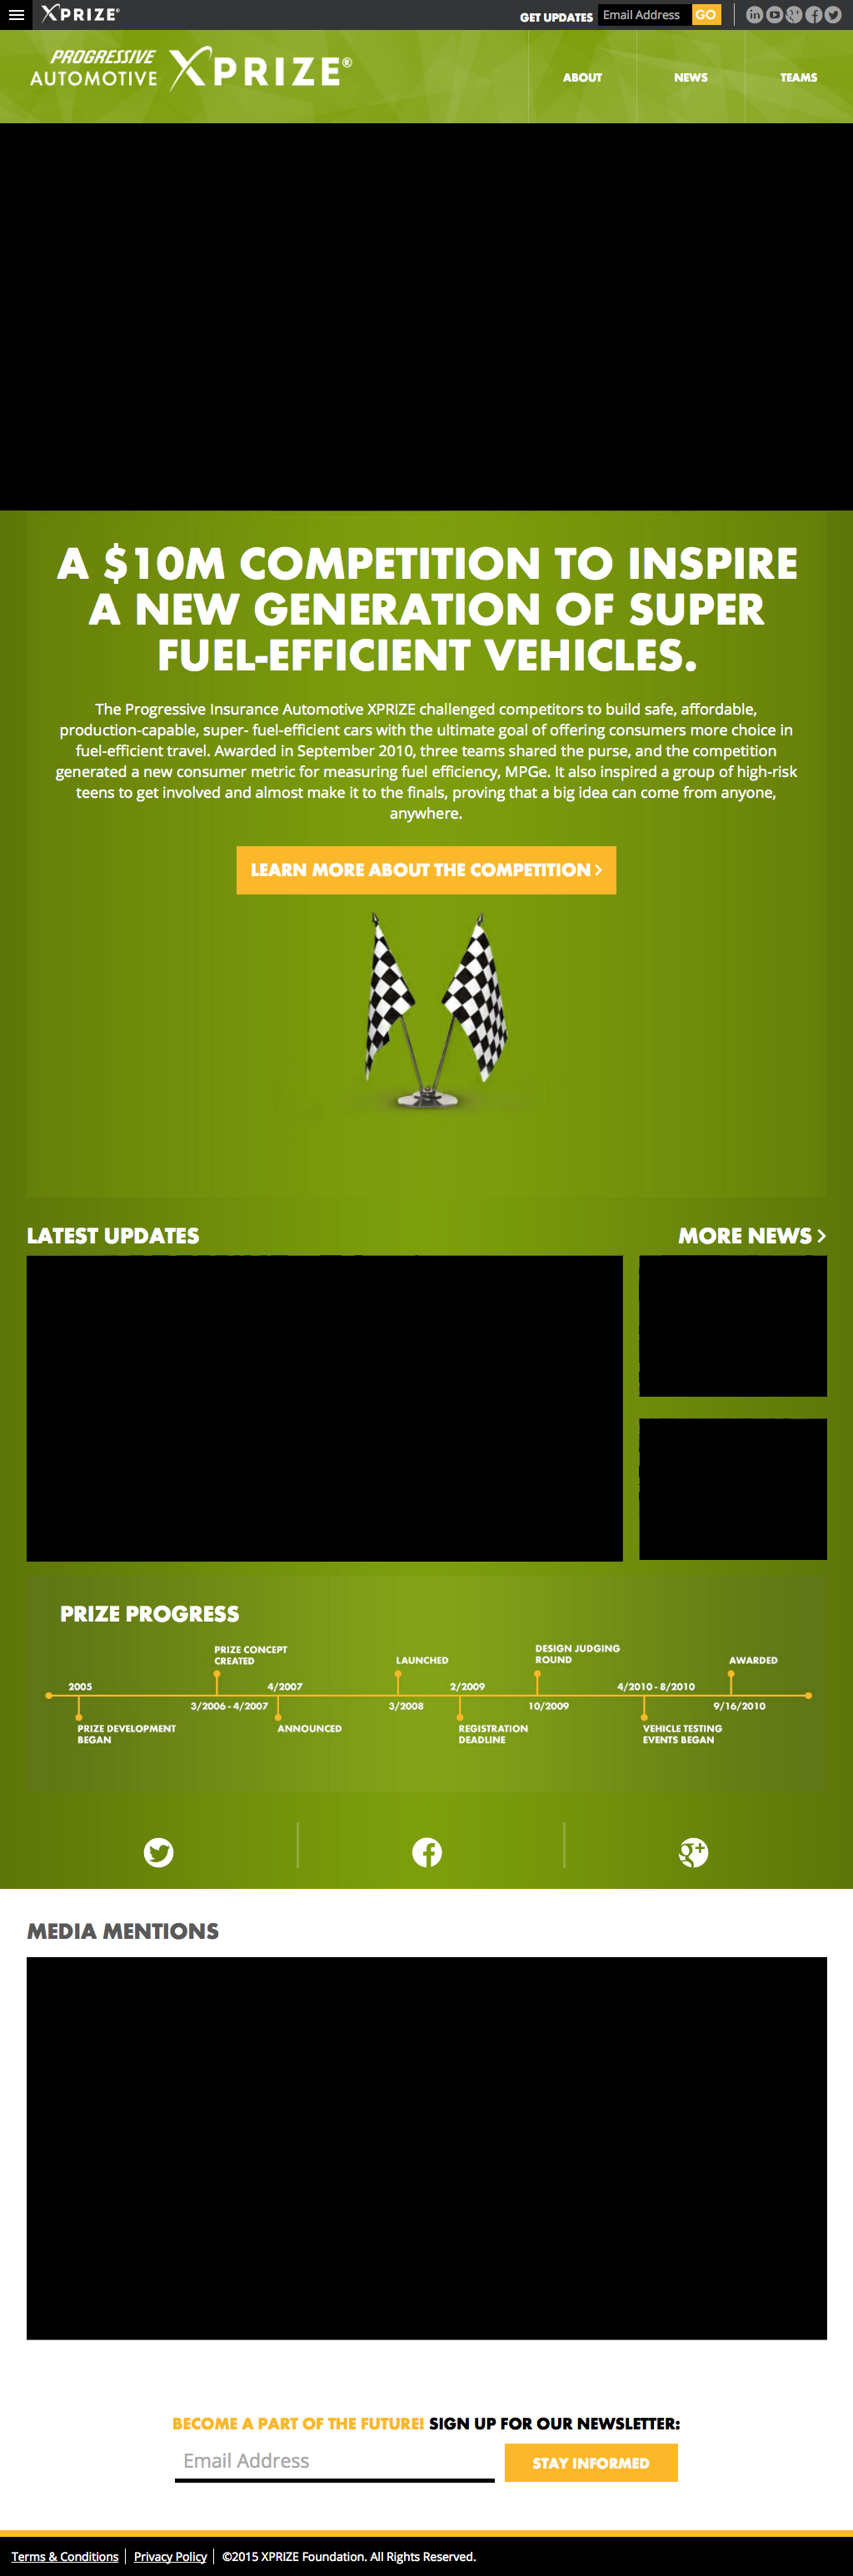 XPRIZE®
GET UPDATES Email Address GO
PROGRESSIVE
AUTOMOTIVE XPRIZE®
ABOUT NEWS TEAMS
A $10M COMPETITION TO INSPIRE
A NEW GENERATION OF SUPER
FUEL-EFFICIENT VEHICLES.
The Progressive Insurance Automotive XPRIZE challenged competitors to build safe, affordable,
production-capable, super- fuel-efficient cars with the ultimate goal of offering consumers more choice in
fuel-efficient travel. Awarded in September 2010, three teams shared the purse, and the competition
generated a new consumer metric for measuring fuel efficiency, MPGe. It also inspired a group of high-risk
teens to get involved and almost make it to the finals, proving that a big idea can come from anyone,
anywhere.
LEARN MORE ABOUT THE COMPETITION >
LATEST UPDATES
MORE NEWS >
PRIZE PROGRESS
2005
PRIZE DEVELOPMENT
BEGAN
PRIZE CONCEPT
CREATED
3/2006 - 4/2007
4/2007
ANNOUNCED
LAUNCHED
3/2008
2/2009
REGISTRATION
DEADLINE
DESIGN JUDGING
ROUND
10/2009
4/2010 - 8/2010
VEHICLE TESTING
EVENTS BEGAN
AWARDED
9/16/2010
MEDIA MENTIONS
BECOME A PART OF THE FUTURE! SIGN UP FOR OUR NEWSLETTER:
Email Address
STAY INFORMED
Terms & Conditions | Privacy Policy | ©2015 XPRIZE Foundation. All Rights Reserved.